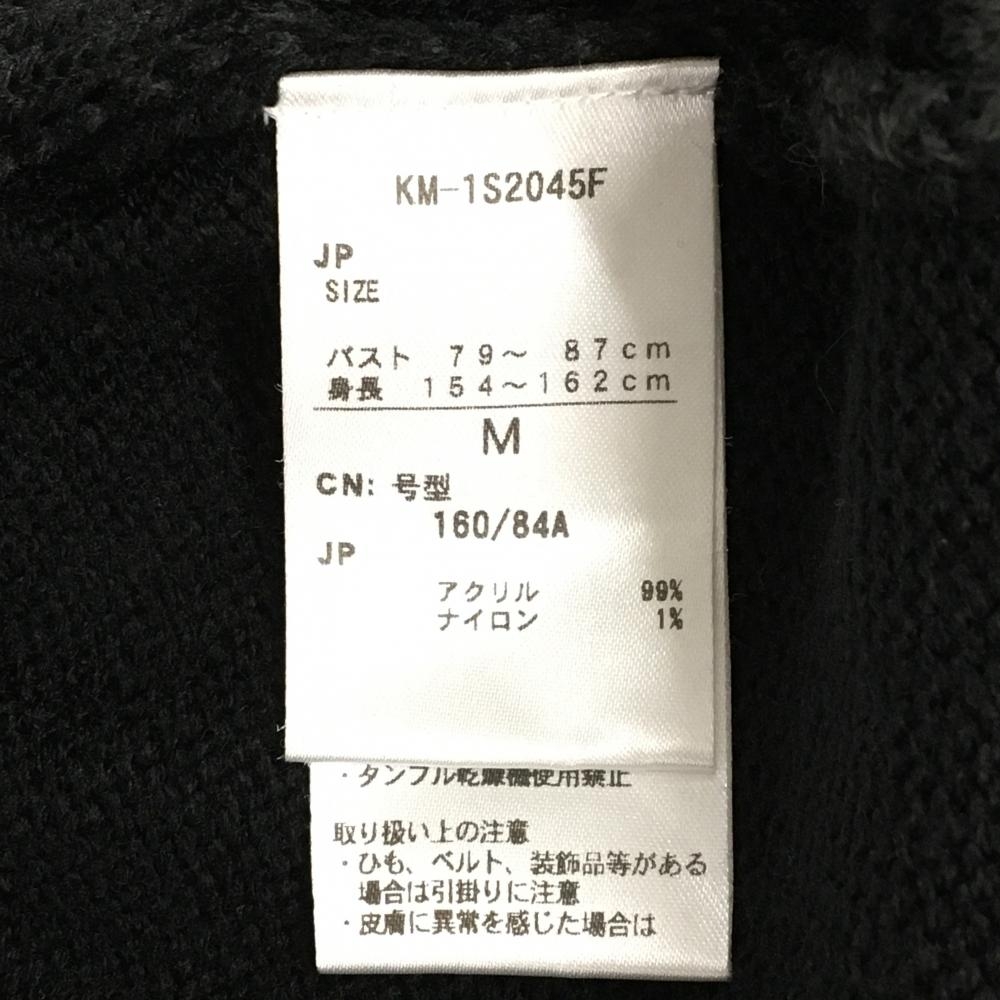 KM-1S2045F
JP
SIZE
バスト 79～ 87cm
身長 154～162cm
M
CN: 号型
160/84A
JP
アクリル 99%
ナイロン 1%
・タンブル乾燥機使用禁止
取り扱い上の注意
・ひも、ベルト、装飾品等がある
場合は引掛りに注意
・皮膚に異常を感じた場合は